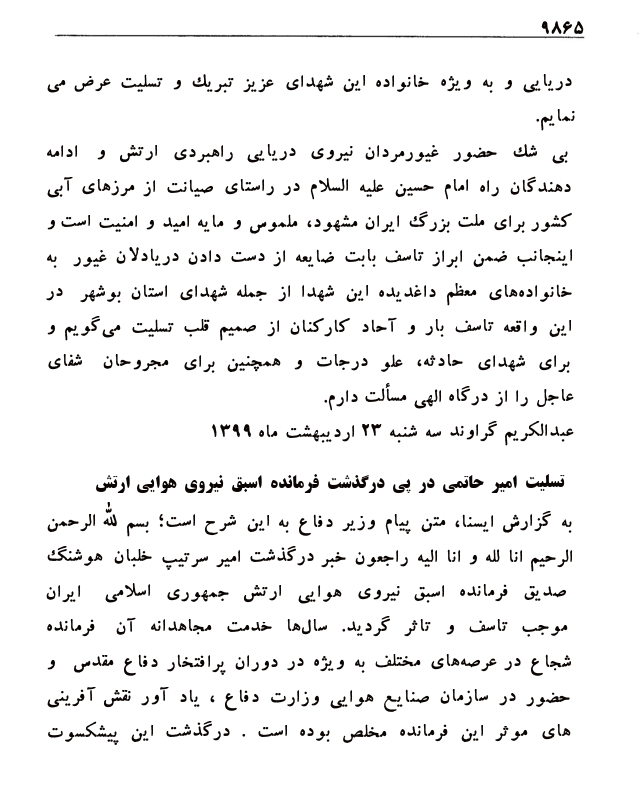 ۹۸۶۵
دریایی و به ویژه خانواده این شهدای عزیز تبریك و تسلیت عرض می
نمایم.
بی شك حضور غیورمردان نیروی دریایی راهبردی ارتش و ادامه
دهندگان راه امام حسین علیه السلام در راستای صیانت از مرزهای آبی
کشور برای ملت بزرگ ایران مشهود، ملموس و مایه امید و امنیت است و
اینجانب ضمن ابراز تاسف بابت ضایعه از دست دادن دریادلان غیور به
خانواده‌های معظم داغدیده این شهدا از جمله شهدای استان بوشهر در
این واقعه تاسف بار و آحاد کارکنان از صمیم قلب تسلیت می‌گویم و
برای شهدای حادثه، علو درجات و همچنین برای مجروحان شفای
عاجل را از درگاه الهی مسألت دارم.
عبدالکریم گراوند سه شنبه ۲۳ اردیبهشت ماه ۱۳۹۹
تسلیت امیر حاتمی در پی درگذشت فرمانده اسبق نیروی هوایی ارتش
به گزارش ایسنا، متن پیام وزیر دفاع به این شرح است؛ بسم لله الرحمن
الرحیم انا لله و انا الیه راجعون خبر درگذشت امیر سرتیپ خلبان هوشنگ
صدیق فرمانده اسبق نیروی هوایی ارتش جمهوری اسلامی ایران
موجب تاسف و تاثر گردید. سال‌ها خدمت مجاهدانه آن فرمانده
شجاع در عرصه‌های مختلف به ویژه در دوران پرافتخار دفاع مقدس و
حضور در سازمان صنایع هوایی وزارت دفاع ، یاد آور نقش آفرینی
های موثر این فرمانده مخلص بوده است . درگذشت این پیشکسوت